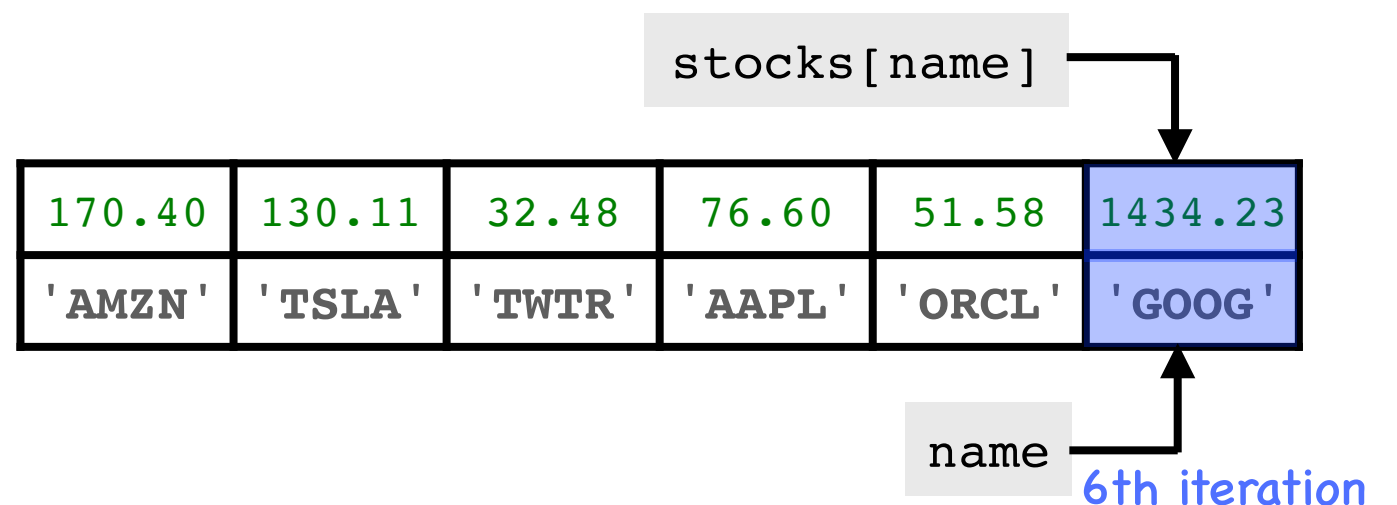 stocks[name]
170.40 130.11 32.48 76.60 51.58 1434.23
'AMZN' 'TSLA' 'TWTR' 'AAPL' 'ORCL' 'GOOG'
name
6th iteration